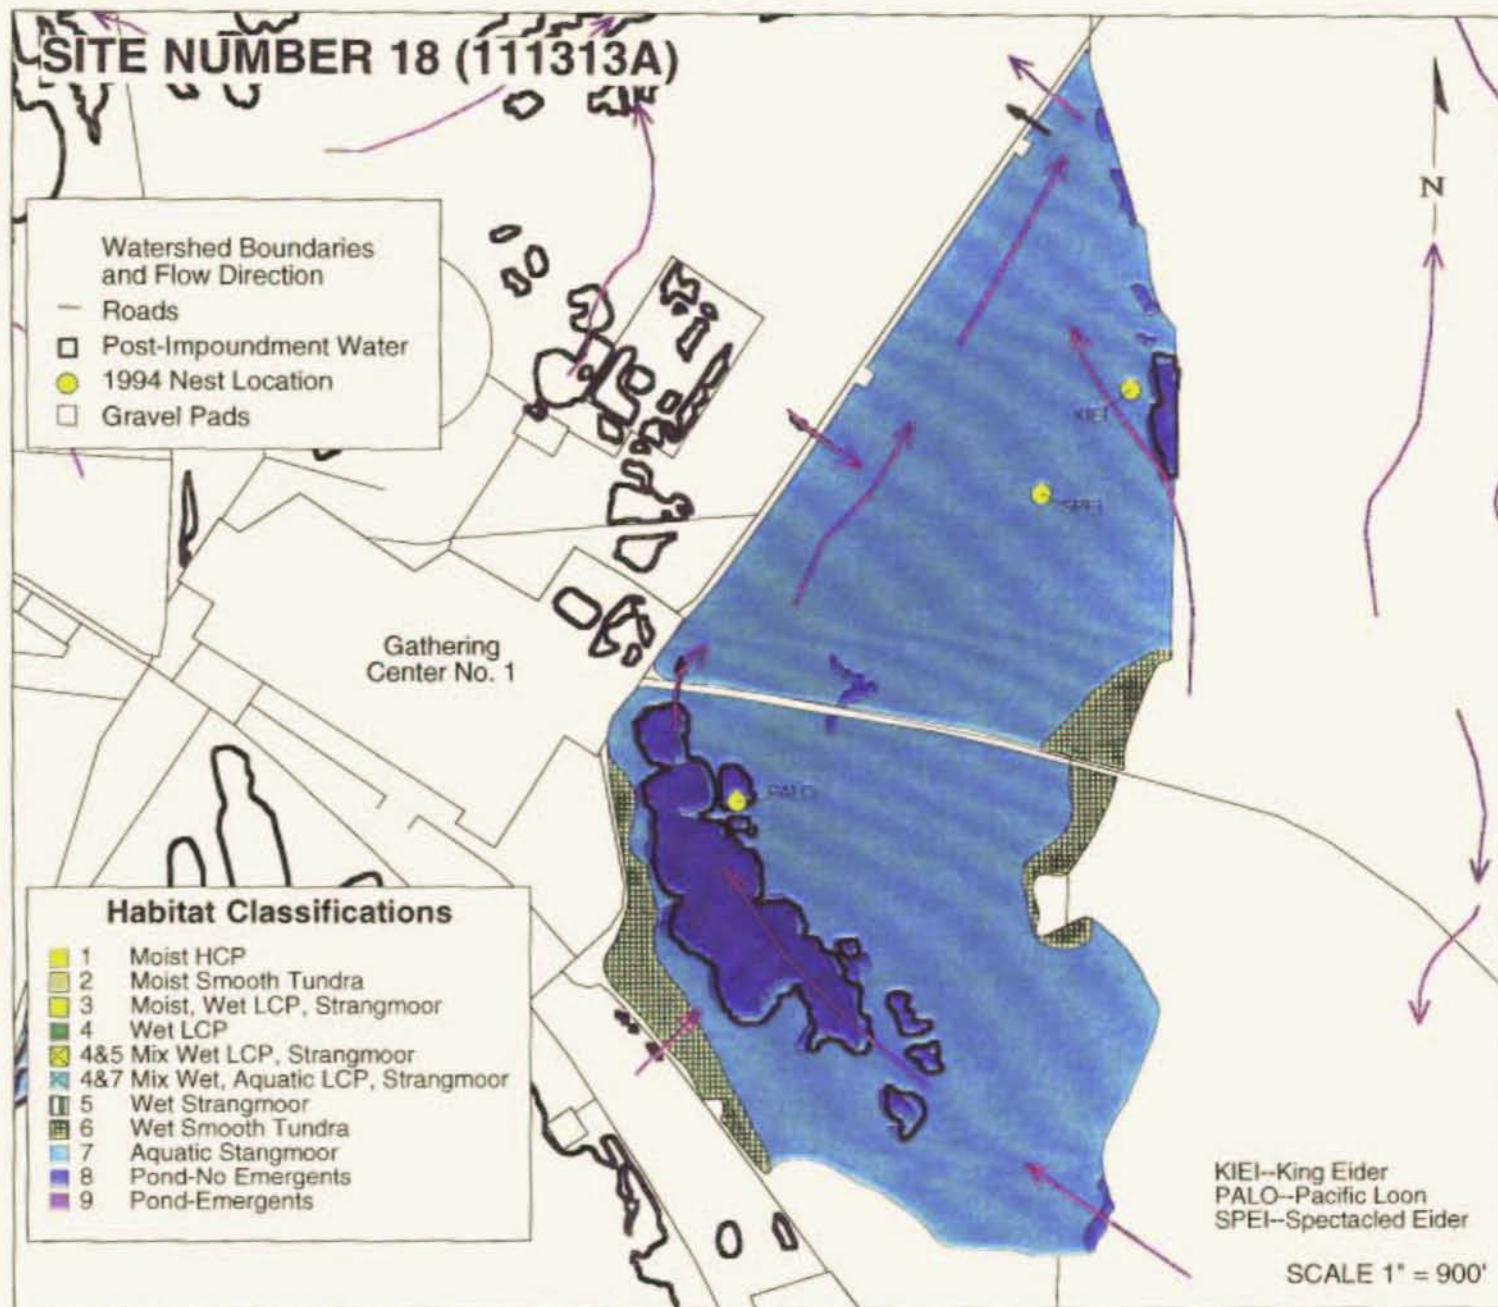 SITE NUMBER 18 (111313A)
N
Watershed Boundaries
and Flow Direction
Roads
Post-Impoundment Water
1994 Nest Location
Gravel Pads
KIEI
SPEI
Gathering
Center No. 1
PALO
Habitat Classifications
1 Moist HCP
2 Moist Smooth Tundra
3 Moist, Wet LCP, Strangmoor
4 Wet LCP
4&5 Mix Wet LCP, Strangmoor
4&7 Mix Wet, Aquatic LCP, Strangmoor
5 Wet Strangmoor
6 Wet Smooth Tundra
7 Aquatic Stangmoor
8 Pond-No Emergents
9 Pond-Emergents
KIEI--King Eider
PALO--Pacific Loon
SPEI--Spectacled Eider
SCALE 1" = 900'